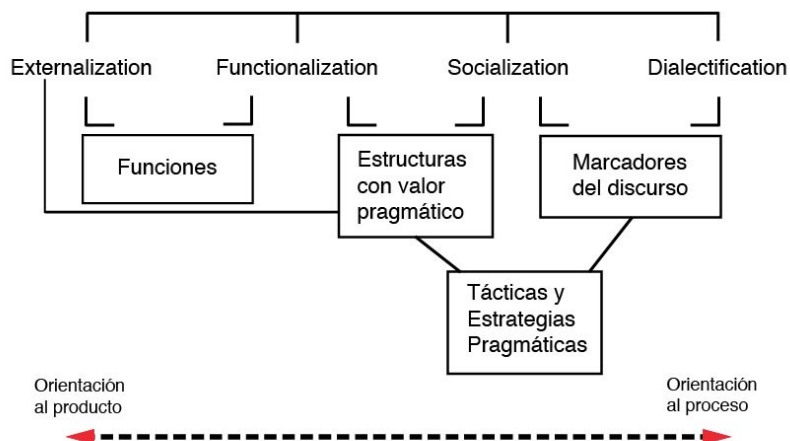 Externalization Functionalization Socialization Dialectification
Funciones
Estructuras
con valor
pragmático
Marcadores
del discurso
Tácticas y
Estrategias
Pragmáticas
Orientación
al producto
Orientación
al proceso